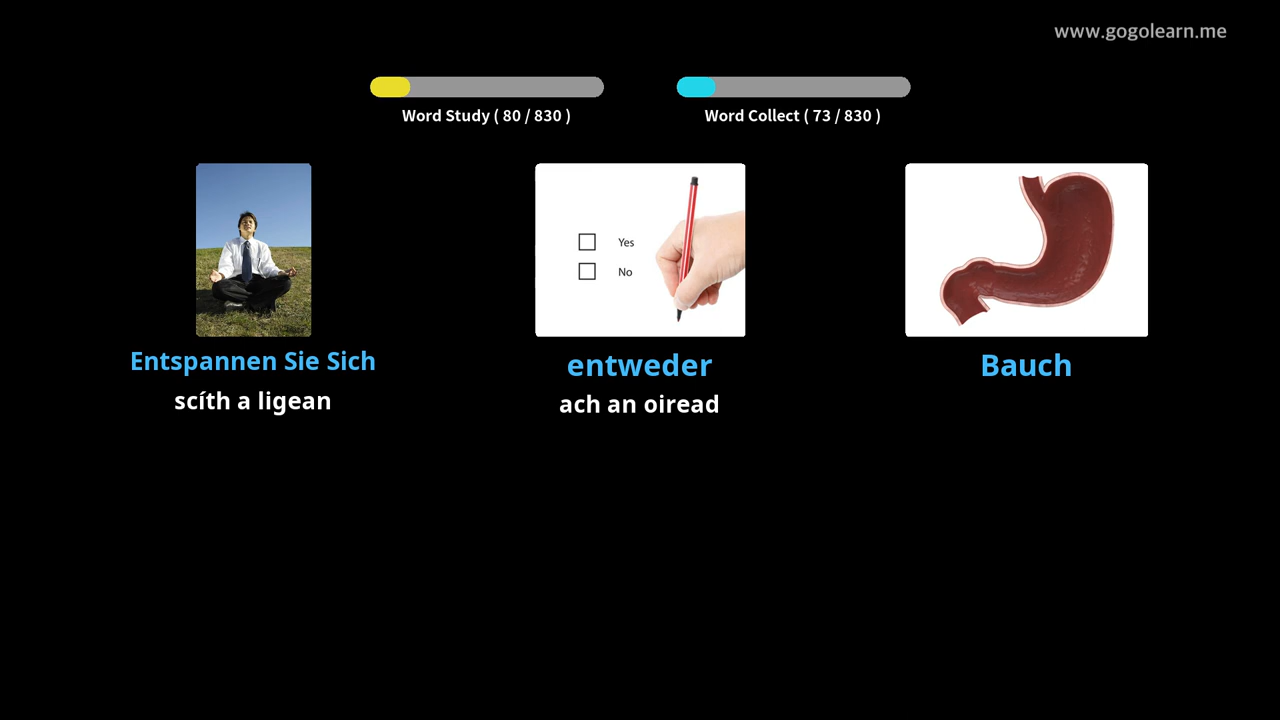 www.gogolearn.me
Word Study ( 80 / 830 )
Word Collect ( 73 / 830 )
Yes
No
Entspannen Sie Sich
entweder
Bauch
scíth a ligean
ach an oiread